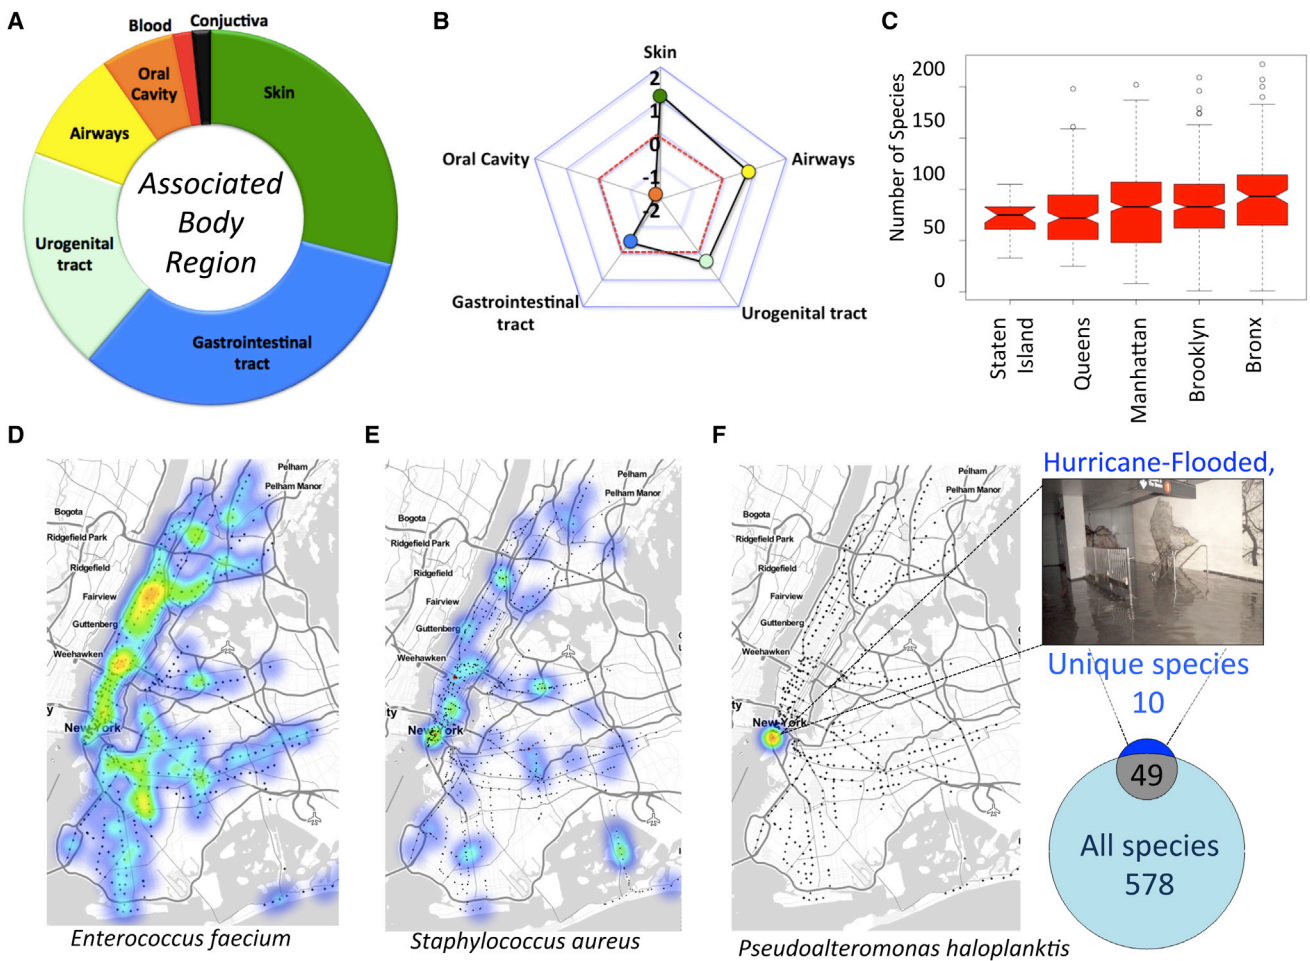 A
Blood
Conjuctiva
Oral
Cavity
Skin
Airways
Urogenital
tract
Gastrointestinal
tract
Associated
Body
Region
B
Skin
2
1
0
-1
-2
Oral Cavity
Airways
Gastrointestinal
tract
Urogenital tract
C
Number of Species
200
150
100
50
0
Staten
Island
Queens
Manhattan
Brooklyn
Bronx
D
Pelham
Pelham Manor
Bogota
Ridgefield Park
Ridgefield
Fairview
Guttenberg
Weehawken
y
New York
Enterococcus faecium
E
Pelham
Pelham Manor
Bogota
Ridgefield Park
Ridgefield
Fairview
Guttenberg
Weehawken
ty
New York
Staphylococcus aureus
F
Pelham
Pelham Manor
Bogota
Ridgefield Park
Ridgefield
Fairview
Guttenberg
Weehawken
ty
New York
Pseudoalteromonas haloplanktis
Hurricane-Flooded,
Unique species
10
49
All species
578